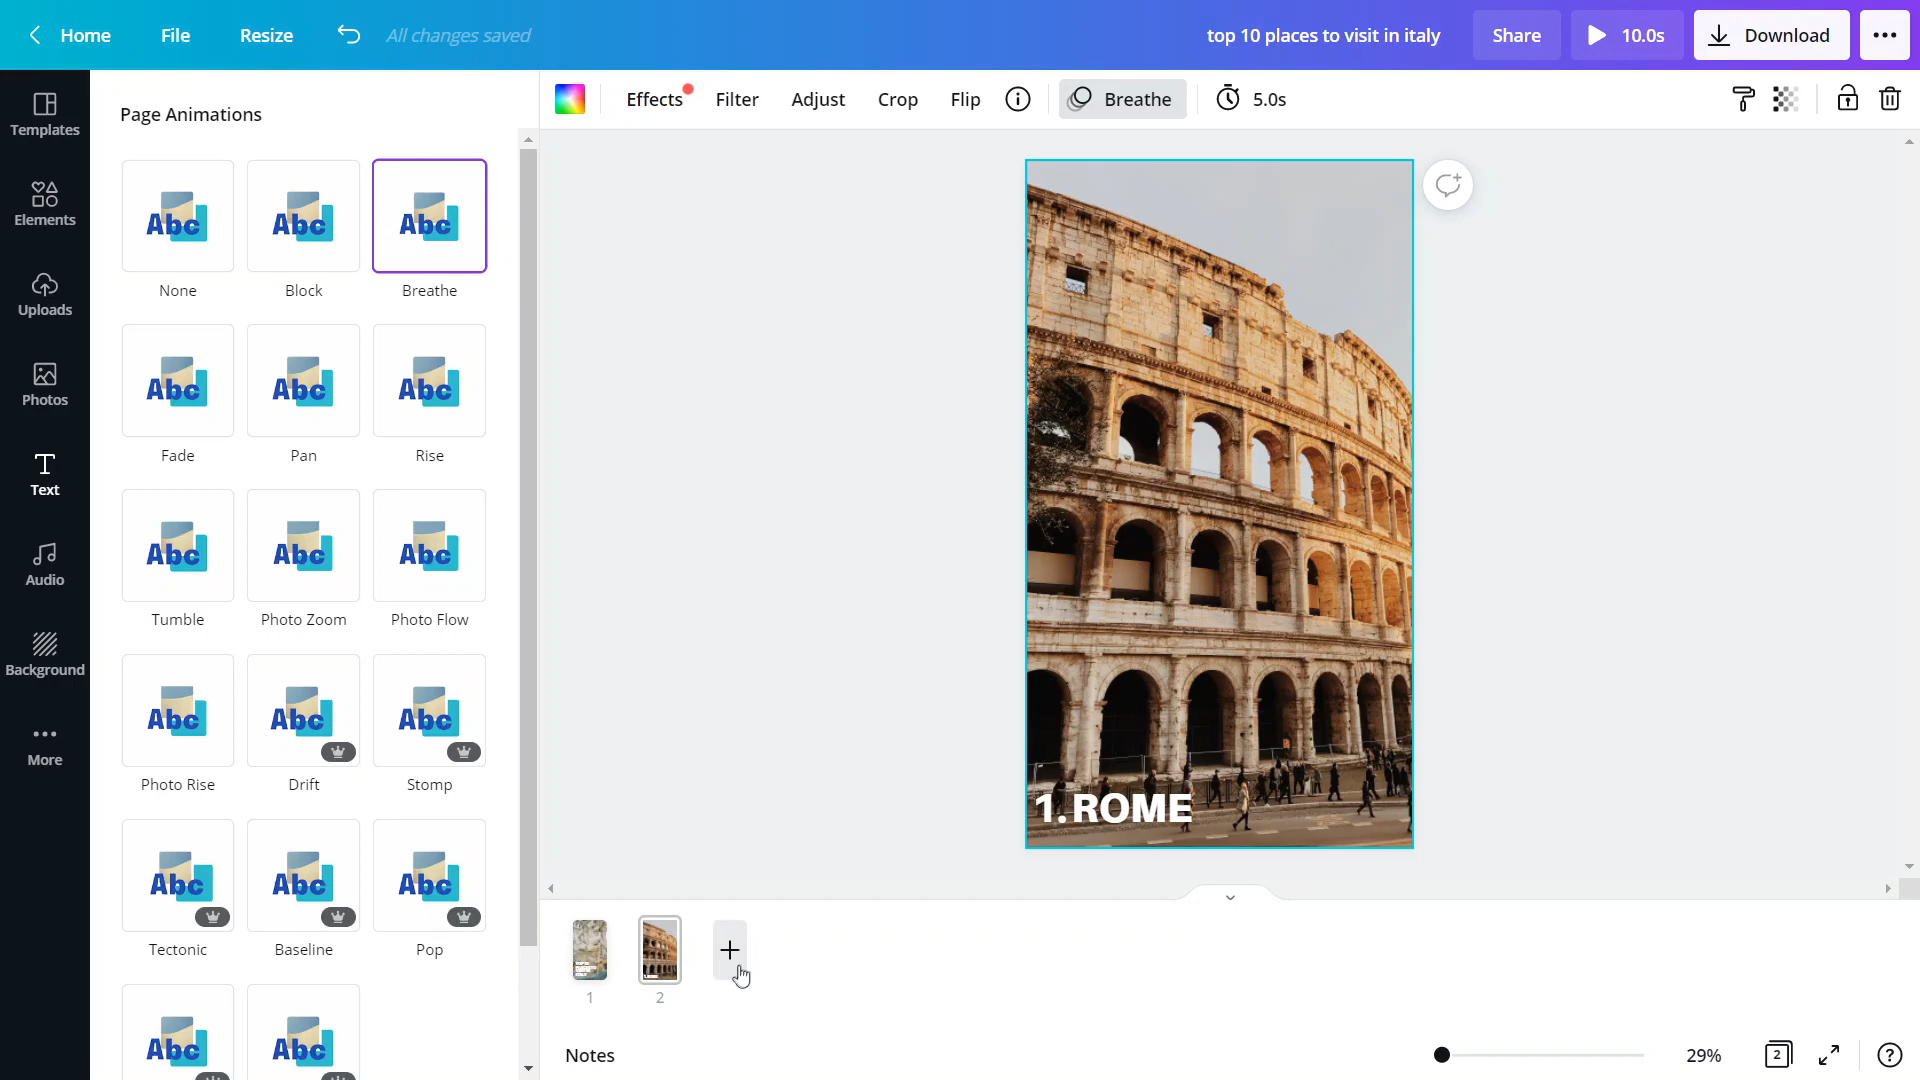 Home
File
Resize
All changes saved
top 10 places to visit in italy
Share
10.0s
Download
Templates
Elements
Uploads
Photos
Text
Audio
Background
More
Page Animations
Abc
Abc
Abc
None
Block
Breathe
Abc
Abc
Abc
Fade
Pan
Rise
Abc
Abc
Abc
Tumble
Photo Zoom
Photo Flow
Abc
Abc
Abc
Photo Rise
Drift
Stomp
Abc
Abc
Abc
Tectonic
Baseline
Pop
Abc
Abc
Effects
Filter
Adjust
Crop
Flip
Breathe
5.0s
1. ROME
1
2
Notes
29%
2